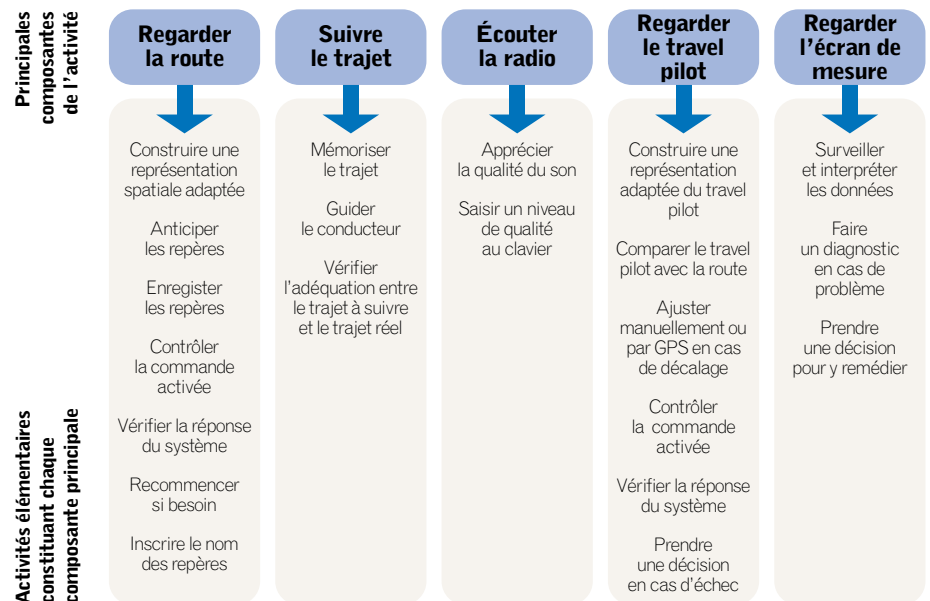 Principales
composantes
de l'activité
Regarder
la route
Suivre
le trajet
Écouter
la radio
Regarder
le travel
pilot
Regarder
l'écran de
mesure
Activités élémentaires
constituant chaque
composante principale
Construire une
représentation
spatiale adaptée
Anticiper
les repères
Enregister
les repères
Contrôler
la commande
activée
Vérifier la réponse
du système
Recommencer
si besoin
Inscrire le nom
des repères
Mémoriser
le trajet
Guider
le conducteur
Vérifier
l'adéquation entre
le trajet à suivre
et le trajet réel
Apprécier
la qualité du son
Saisir un niveau
de qualité
au clavier
Construire une
représentation
adaptée du travel
pilot
Comparer le travel
pilot avec la route
Ajuster
manuellement ou
par GPS en cas
de décalage
Contrôler
la commande
activée
Vérifier la réponse
du système
Prendre
une décision
en cas d'échec
Surveiller
et interpréter
les données
Faire
un diagnostic
en cas de
problème
Prendre
une décision
pour y remédier